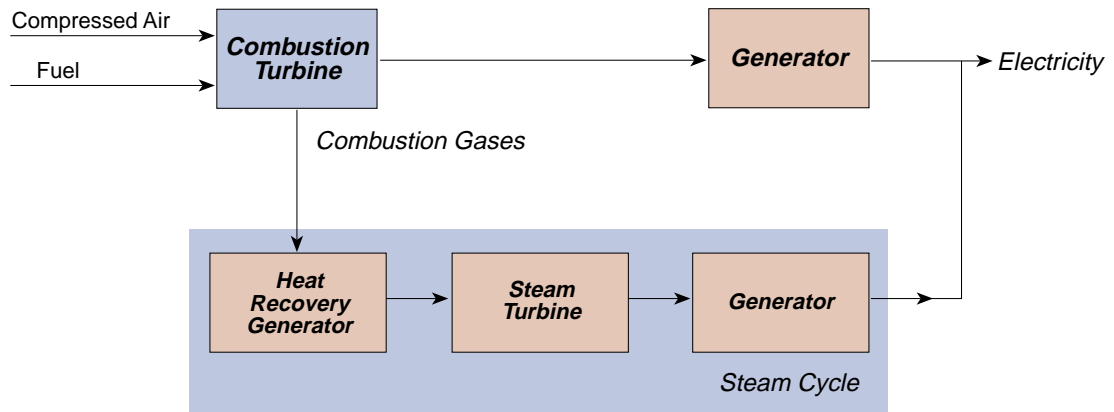 Compressed Air
Fuel
Combustion
Turbine
Generator
Electricity
Combustion Gases
Heat
Recovery
Generator
Steam
Turbine
Generator
Steam Cycle